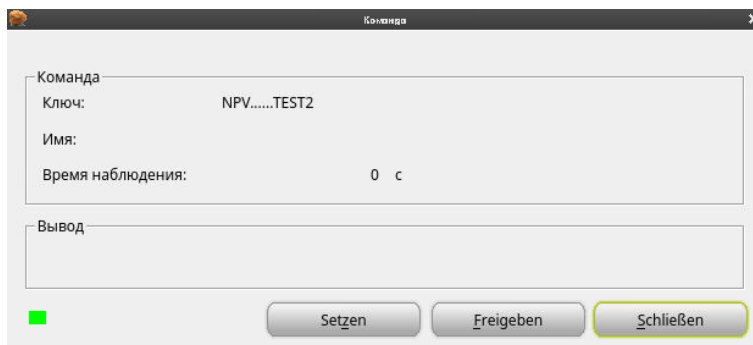 Команда
Команда
Ключ: NPV......TEST2
Имя:
Время наблюдения: 0 с
Вывод
Setzen Freigeben Schließen